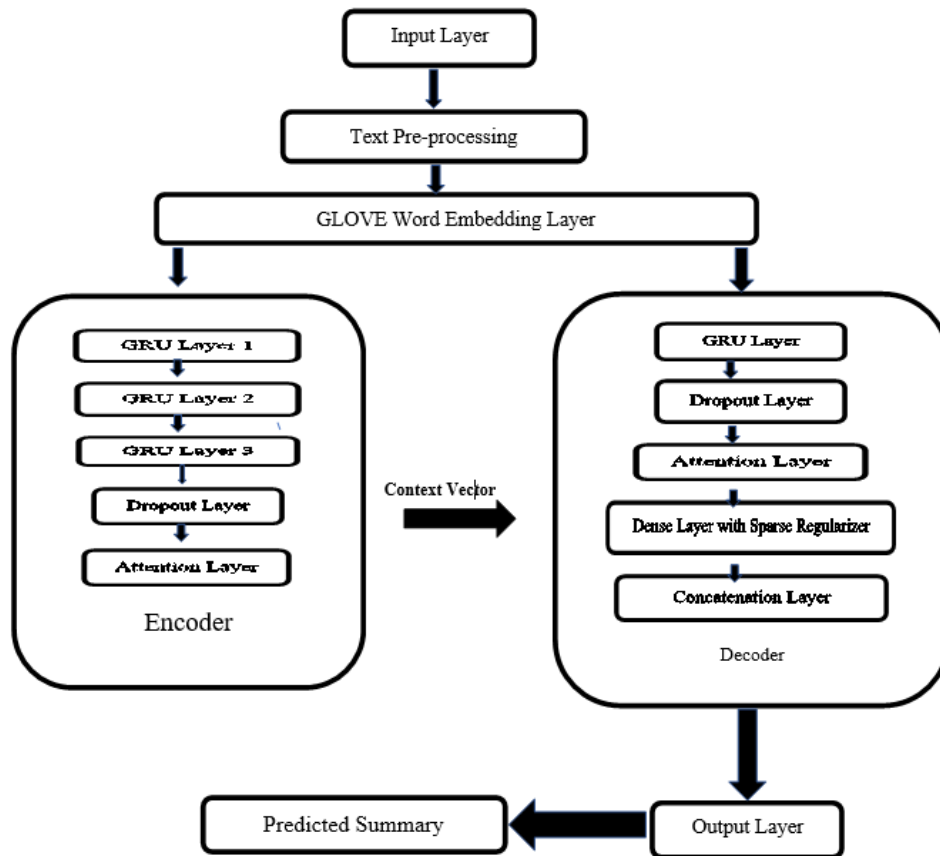 Input Layer
Text Pre-processing
GLOVE Word Embedding Layer
GRU Layer 1
GRU Layer 2
GRU Layer 3
Dropout Layer
Attention Layer
Encoder
Context Vector
GRU Layer
Dropout Layer
Attention Layer
Dense Layer with Sparse Regularizer
Concatenation Layer
Decoder
Predicted Summary
Output Layer